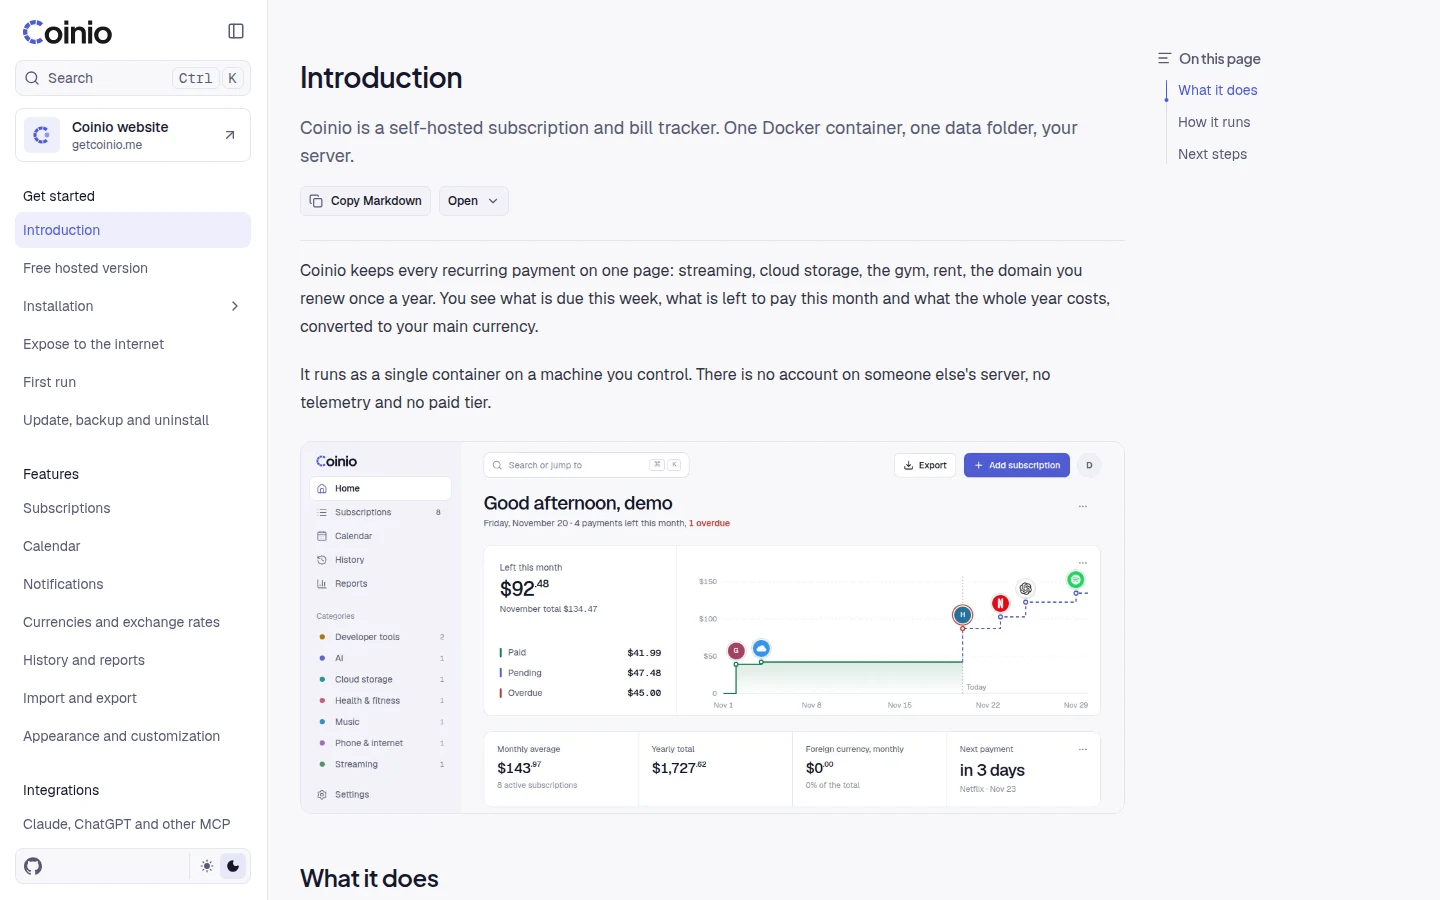 Coinio
Search Ctrl K
Coinio website
getcoinio.me
Get started
Introduction
Free hosted version
Installation
Expose to the internet
First run
Update, backup and uninstall
Features
Subscriptions
Calendar
Notifications
Currencies and exchange rates
History and reports
Import and export
Appearance and customization
Integrations
Claude, ChatGPT and other MCP
Introduction
Coinio is a self-hosted subscription and bill tracker. One Docker container, one data folder, your
server.
Copy Markdown
Open
Coinio keeps every recurring payment on one page: streaming, cloud storage, the gym, rent, the domain you
renew once a year. You see what is due this week, what is left to pay this month and what the whole year costs,
converted to your main currency.
It runs as a single container on a machine you control. There is no account on someone else's server, no
telemetry and no paid tier.
Coinio
Home
Subscriptions 8
Calendar
History
Reports
Categories
Developer tools 2
AI 1
Cloud storage 1
Health & fitness 1
Music 1
Phone & internet 1
Streaming 1
Settings
Search or jump to ⌘ K
Export
+ Add subscription
D
Good afternoon, demo
Friday, November 20 · 4 payments left this month, 1 overdue
Left this month
$92.48
November total $134.47
Paid $41.99
Pending $47.48
Overdue $45.00
$150
$100
$50
0
G
H
N
Today
Nov 1 Nov 8 Nov 15 Nov 22 Nov 29
Monthly average
$143.97
8 active subscriptions
Yearly total
$1,727.62
Foreign currency, monthly
$0.00
0% of the total
Next payment
in 3 days
Netflix · Nov 23
What it does
On this page
What it does
How it runs
Next steps